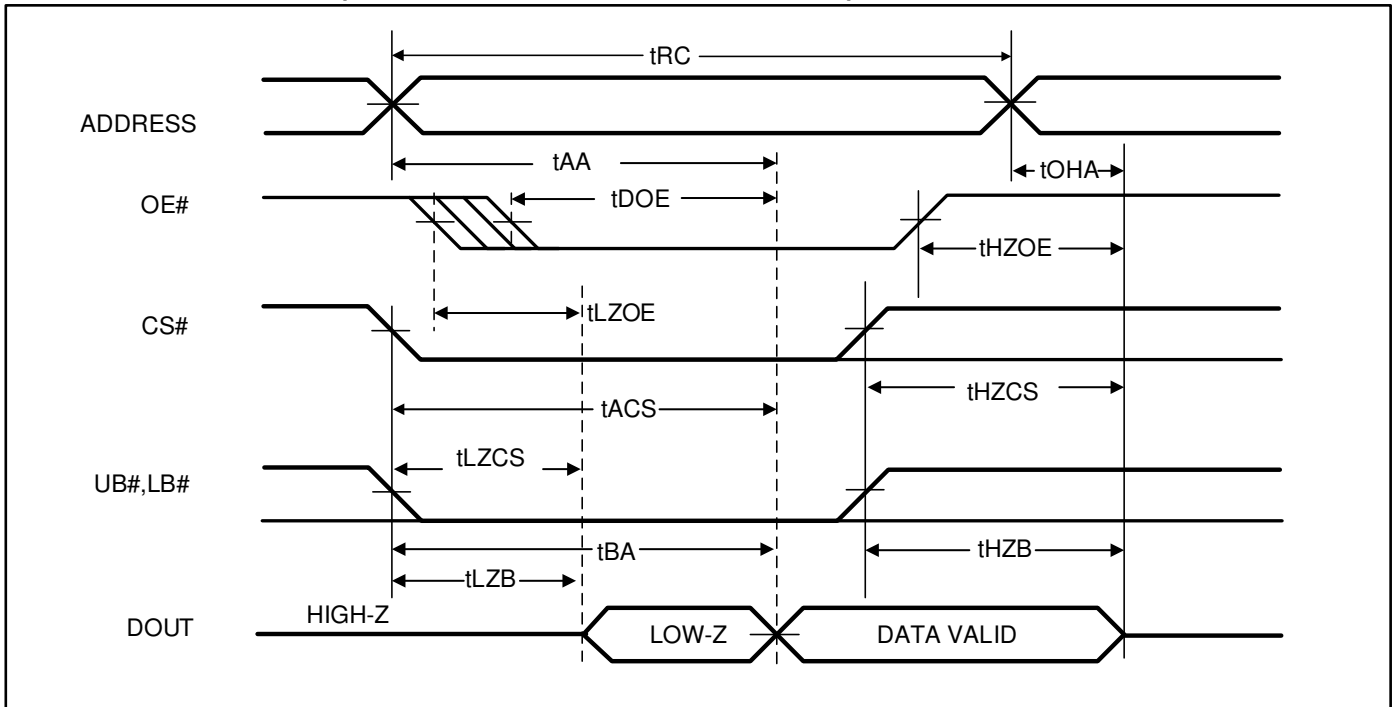 tRC
ADDRESS
tAA
tOHA
OE#
tDOE
tHZOE
tLZOE
CS#
tHZCS
tACS
tLZCS
UB#,LB#
tBA
tHZB
tLZB
HIGH-Z
DOUT
LOW-Z
DATA VALID